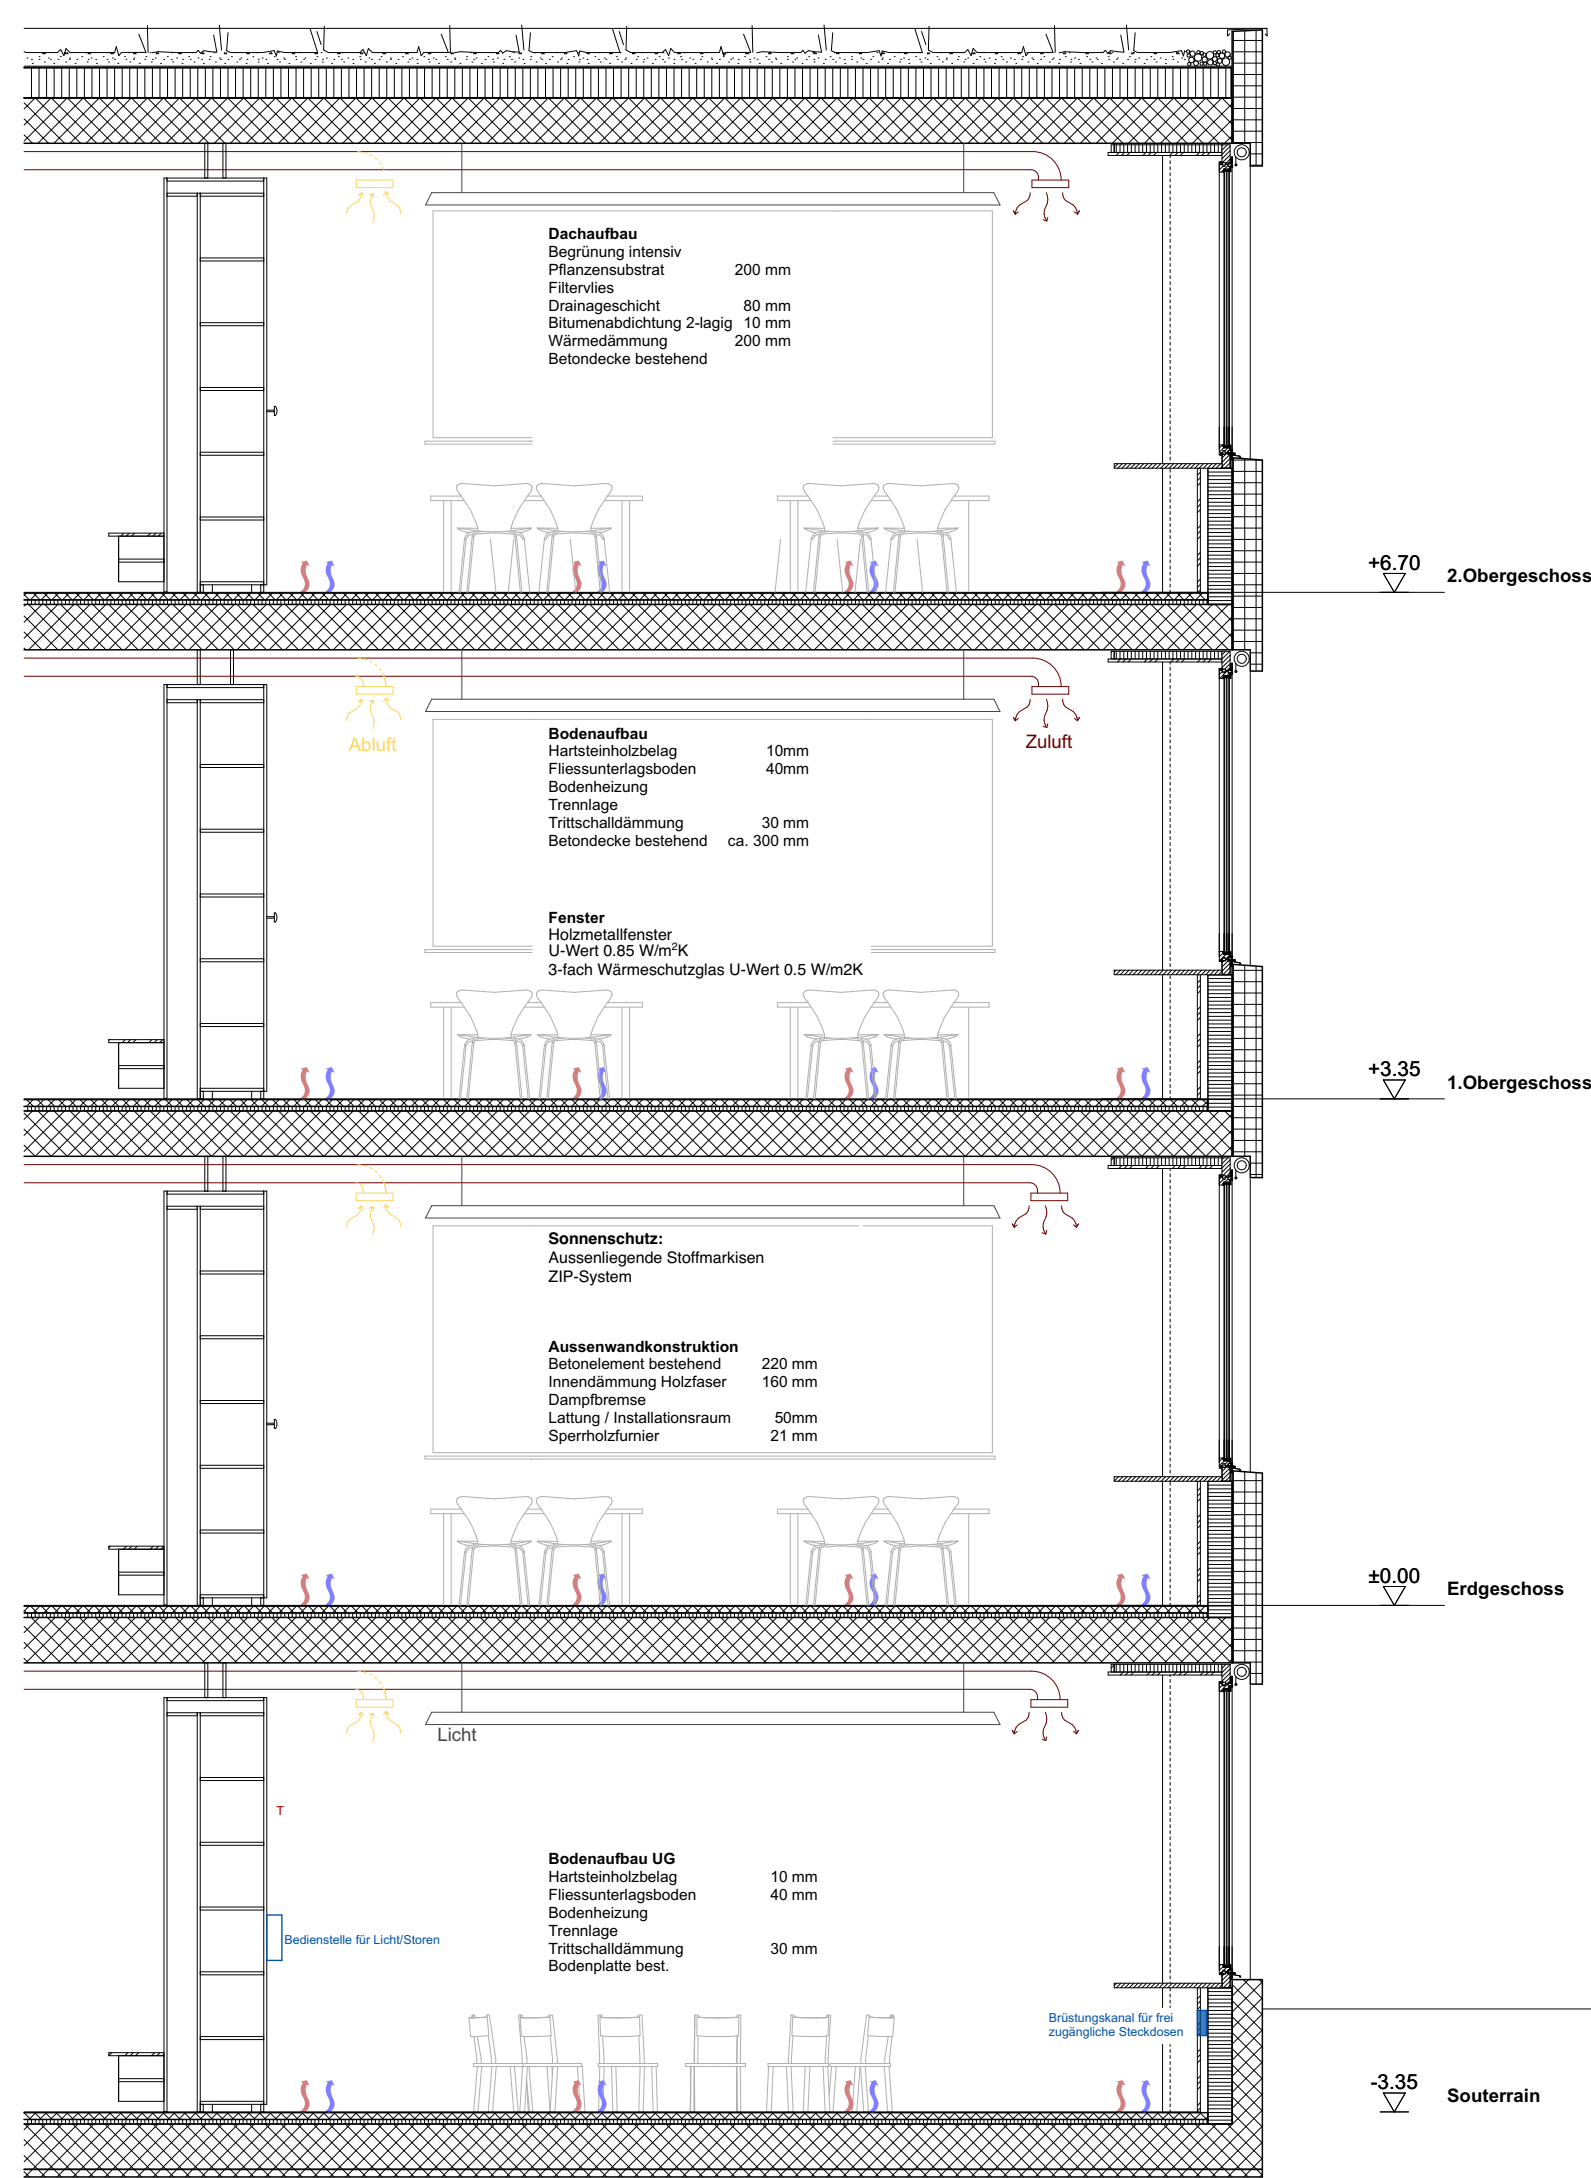 Dachaufbau
Begrünung intensiv
Pflanzensubstrat 200 mm
Filtervlies
Drainageschicht 80 mm
Bitumenabdichtung 2-lagig 10 mm
Wärmedämmung 200 mm
Betondecke bestehend
+6.70
2.Obergeschoss
Abluft
Zuluft
Bodenaufbau
Hartsteinholzbelag 10mm
Fliessunterlagsboden 40mm
Bodenheizung
Trennlage
Trittschalldämmung 30 mm
Betondecke bestehend ca. 300 mm
Fenster
Holzmetallfenster
U-Wert 0.85 W/m²K
3-fach Wärmeschutzglas U-Wert 0.5 W/m2K
+3.35
1.Obergeschoss
Sonnenschutz:
Aussenliegende Stoffmarkisen
ZIP-System
Aussenwandkonstruktion
Betonelement bestehend 220 mm
Innendämmung Holzfaser 160 mm
Dampfbremse
Lattung / Installationsraum 50mm
Sperrholzfurnier 21 mm
±0.00
Erdgeschoss
Licht
T
Bodenaufbau UG
Hartsteinholzbelag 10 mm
Fliessunterlagsboden 40 mm
Bodenheizung
Trennlage
Trittschalldämmung 30 mm
Bodenplatte best.
Bedienstelle für Licht/Storen
Brüstungskanal für frei
zugängliche Steckdosen
-3.35
Souterrain